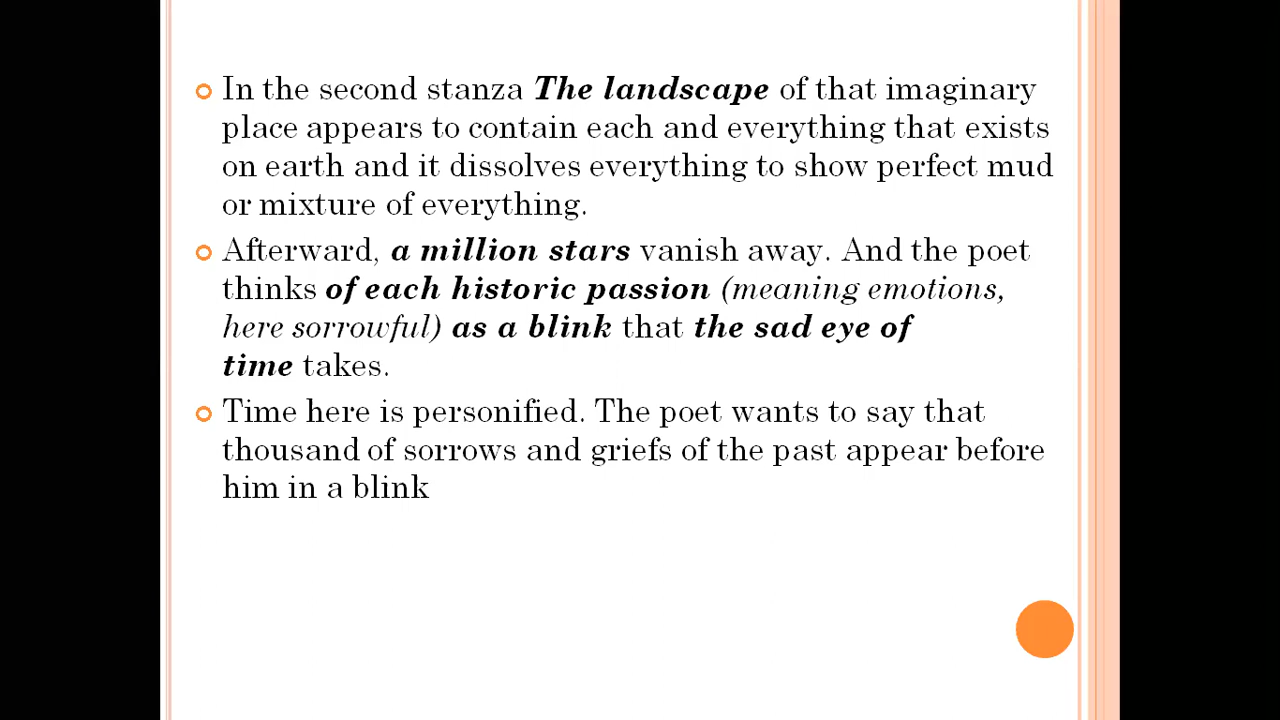 In the second stanza The landscape of that imaginary
place appears to contain each and everything that exists
on earth and it dissolves everything to show perfect mud
or mixture of everything.
Afterward, a million stars vanish away. And the poet
thinks of each historic passion (meaning emotions,
here sorrowful) as a blink that the sad eye of
time takes.
Time here is personified. The poet wants to say that
thousand of sorrows and griefs of the past appear before
him in a blink